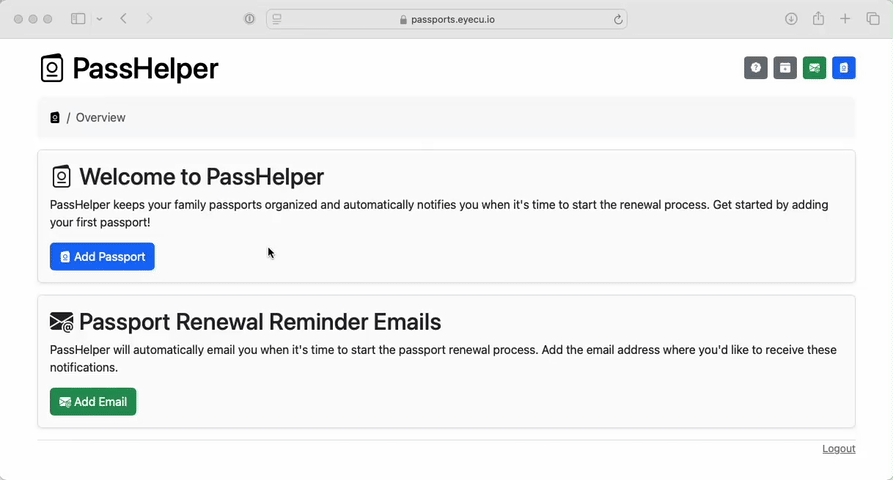 passports.eyecu.io
PassHelper
/ Overview
Welcome to PassHelper
PassHelper keeps your family passports organized and automatically notifies you when it's time to start the renewal process. Get started by adding
your first passport!
Add Passport
Passport Renewal Reminder Emails
PassHelper will automatically email you when it's time to start the passport renewal process. Add the email address where you'd like to receive these
notifications.
Add Email
Logout